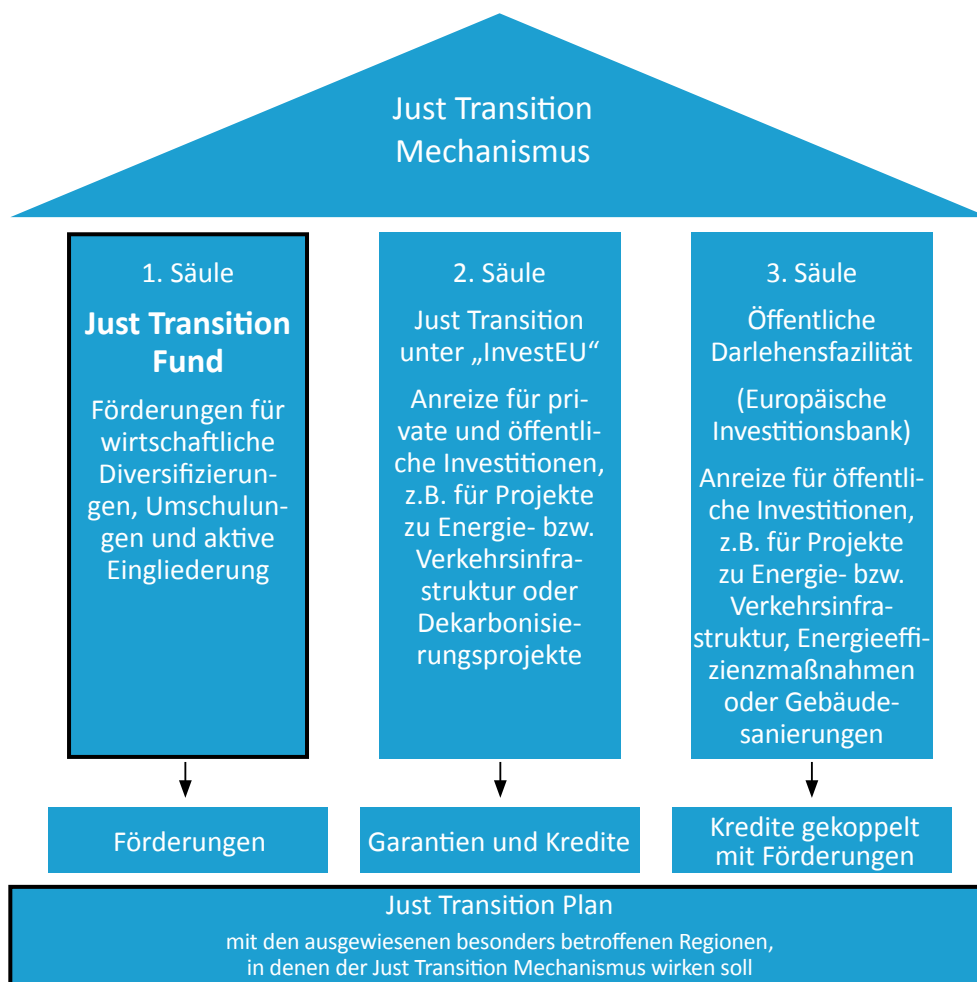 Just Transition
Mechanismus
1. Säule
Just Transition
Fund
Förderungen für
wirtschaftliche
Diversifizierun-
gen, Umschulun-
gen und aktive
Eingliederung
2. Säule
Just Transition
unter „InvestEU“
Anreize für pri-
vate und öffentli-
che Investitionen,
z.B. für Projekte
zu Energie- bzw.
Verkehrsinfra-
struktur oder
Dekarbonisie-
rungsprojekte
3. Säule
Öffentliche
Darlehensfazilität
(Europäische
Investitionsbank)
Anreize für öffentli-
che Investitionen,
z.B. für Projekte
zu Energie- bzw.
Verkehrsinfra-
struktur, Energieeffi-
zienzmaßnahmen
oder Gebäude-
sanierungen
Förderungen
Garantien und Kredite
Kredite gekoppelt
mit Förderungen
Just Transition Plan
mit den ausgewiesenen besonders betroffenen Regionen,
in denen der Just Transition Mechanismus wirken soll